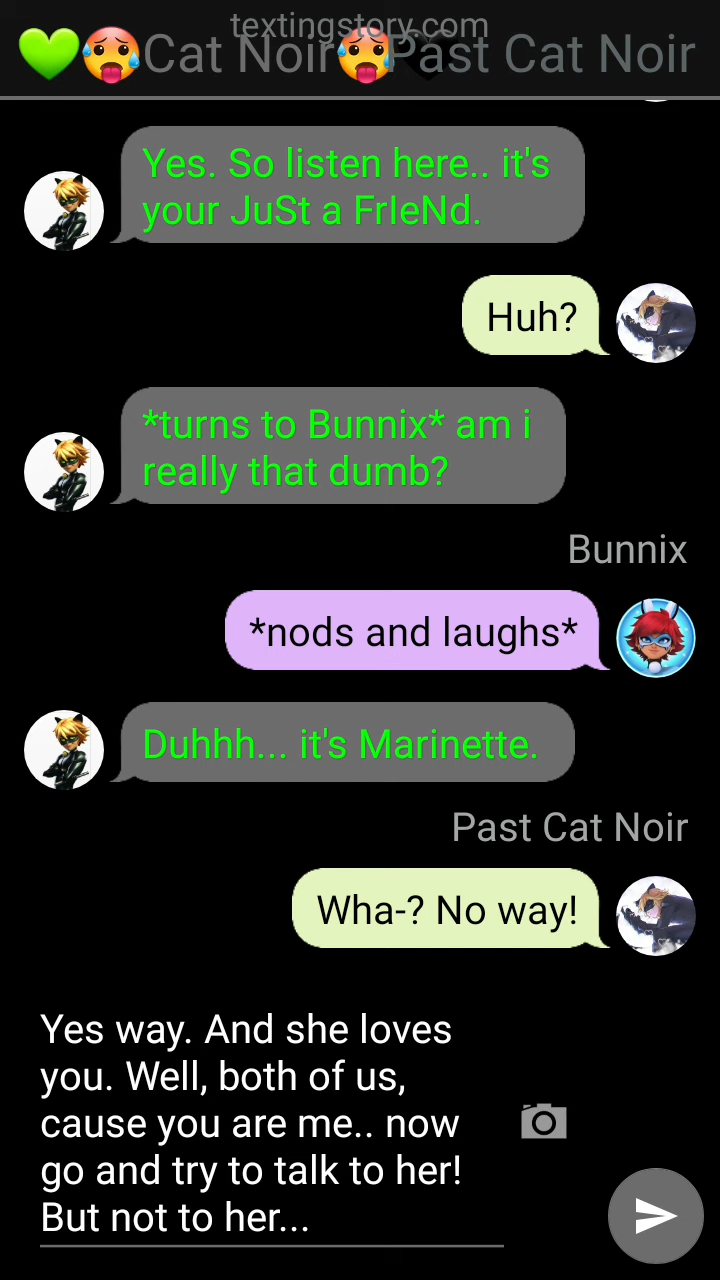 textingstory.com
💚🥵Cat Noir🥵🖤Past Cat Noir
Yes. So listen here.. it's
your JuSt a FrIeNd.
Huh?
*turns to Bunnix* am i
really that dumb?
Bunnix
*nods and laughs*
Duhhh... it's Marinette.
Past Cat Noir
Wha-? No way!
Yes way. And she loves
you. Well, both of us,
cause you are me.. now
go and try to talk to her!
But not to her...